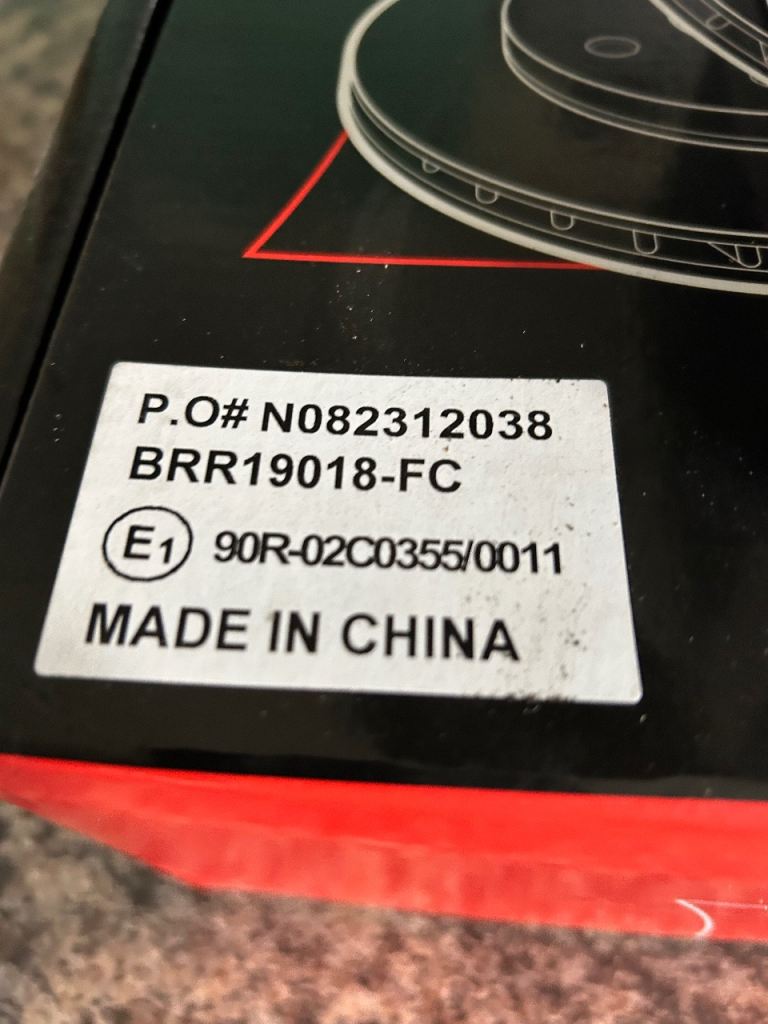 P.O# N082312038
BRR19018-FC
E1 90R-02C0355/0011
MADE IN CHINA